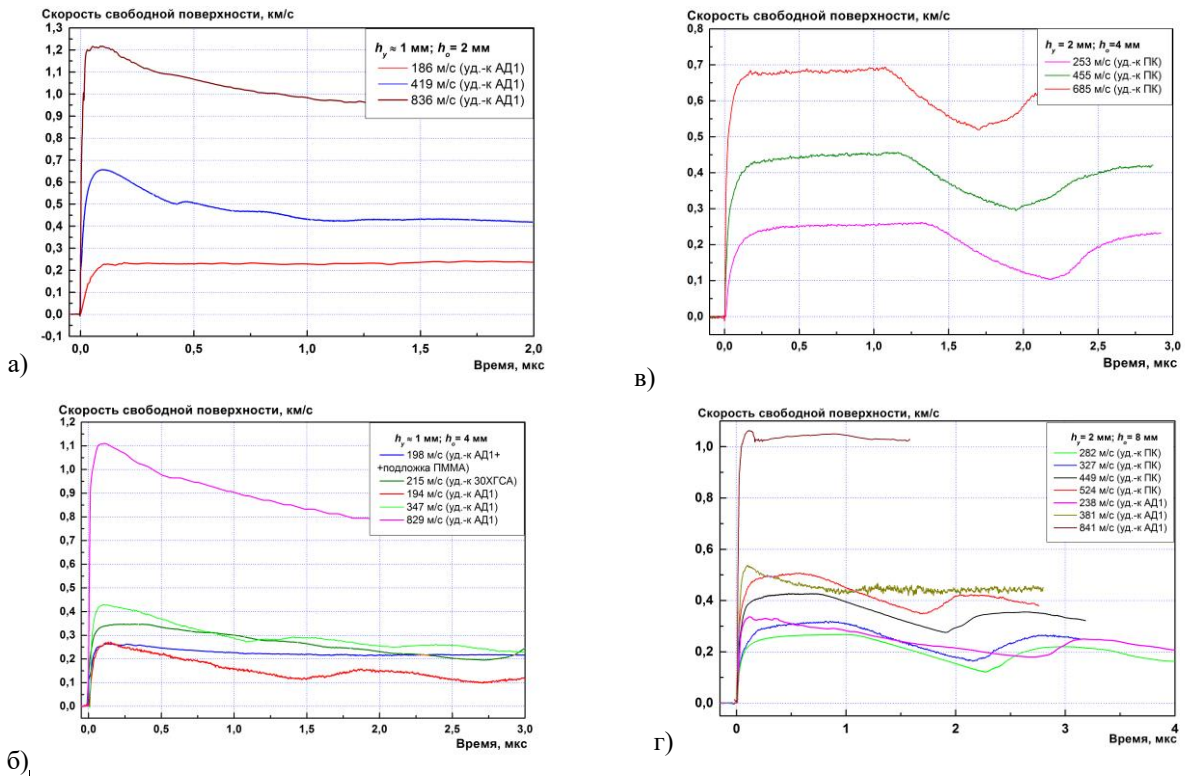 Скорость свободной поверхности, км/с
1,3
1,2
1,1
1,0
0,9
0,8
0,7
0,6
0,5
0,4
0,3
0,2
0,1
0,0
-0,1
hу ≈ 1 мм; hо= 2 мм
186 м/с (уд.-к АД1)
419 м/с (уд.-к АД1)
836 м/с (уд.-к АД1)
0,0 0,5 1,0 1,5 2,0
Время, мкс
а)
Скорость свободной поверхности, км/с
0,8
0,7
0,6
0,5
0,4
0,3
0,2
0,1
0,0
hу = 2 мм; hо=4 мм
253 м/с (уд.-к ПК)
455 м/с (уд.-к ПК)
685 м/с (уд.-к ПК)
0,0 0,5 1,0 1,5 2,0 2,5 3,0
Время, мкс
в)
Скорость свободной поверхности, км/с
1,2
1,1
1,0
0,9
0,8
0,7
0,6
0,5
0,4
0,3
0,2
0,1
0,0
hу ≈ 1 мм; hо= 4 мм
198 м/с (уд.-к АД1+
+подложка ПММА)
215 м/с (уд.-к 30ХГСА)
194 м/с (уд.-к АД1)
347 м/с (уд.-к АД1)
829 м/с (уд.-к АД1)
0,0 0,5 1,0 1,5 2,0 2,5 3,0
Время, мкс
б)
Скорость свободной поверхности, км/с
1,0
0,8
0,6
0,4
0,2
0,0
hу = 2 мм; hо= 8 мм
282 м/с (уд.-к ПК)
327 м/с (уд.-к ПК)
449 м/с (уд.-к ПК)
524 м/с (уд.-к ПК)
238 м/с (уд.-к АД1)
381 м/с (уд.-к АД1)
841 м/с (уд.-к АД1)
0 1 2 3 4
Время, мкс
г)